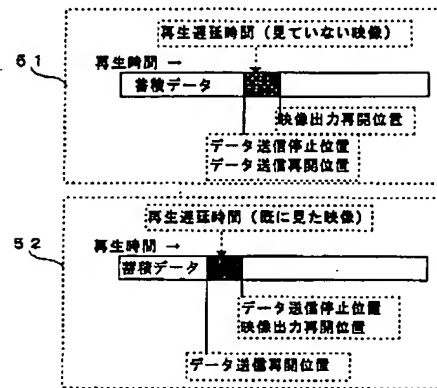 再生遅延時間(見ていない映像)
51
再生時間 →
蓄積データ
映像出力再開位置
データ送信停止位置
データ送信再開位置
再生遅延時間(既に見た映像)
52
再生時間 →
蓄積データ
データ送信停止位置
映像出力再開位置
データ送信再開位置